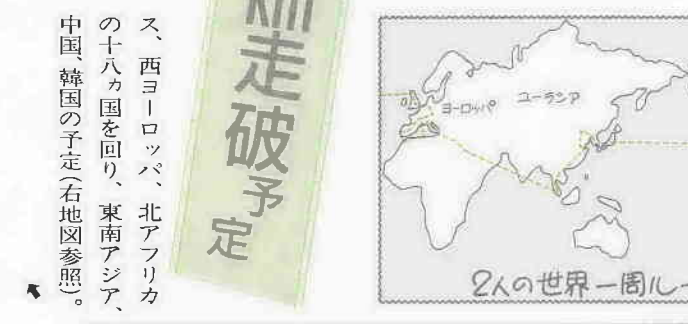 ヨーロッパ
ユーラシア
2人の世界一周ル
km走破予定
ス、西ヨーロッパ、北アフリカ
の十八ヵ国を回り、東南アジア、
中国、韓国の予定(右地図参照)。